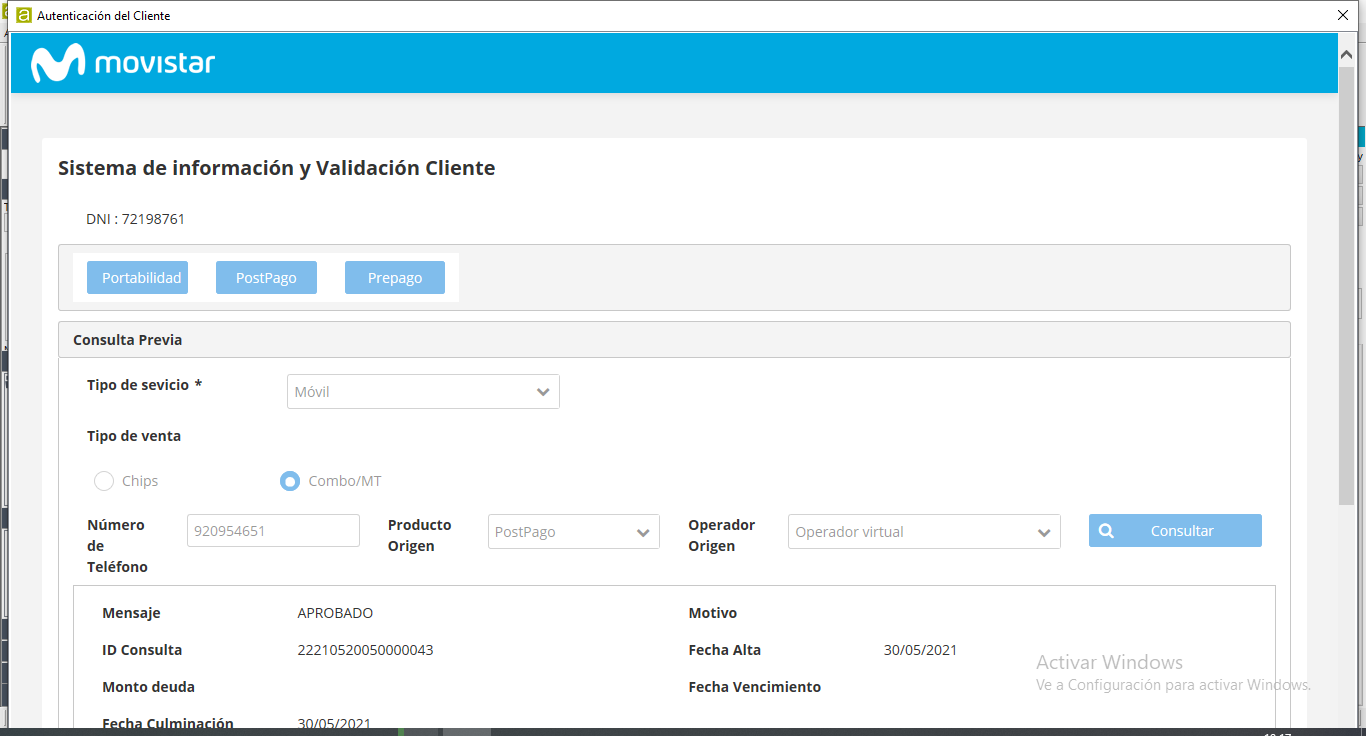 Autenticación del Cliente
movistar
Sistema de información y Validación Cliente
DNI : 72198761
Portabilidad PostPago Prepago
Consulta Previa
Tipo de sevicio * Móvil
Tipo de venta
Chips Combo/MT
Número de Teléfono 920954651 Producto Origen PostPago Operador Origen Operador virtual Consultar
Mensaje APROBADO Motivo
ID Consulta 22210520050000043 Fecha Alta 30/05/2021
Activar Windows
Ve a Configuración para activar Windows.
Monto deuda Fecha Vencimiento
Fecha Culminación 30/05/2021